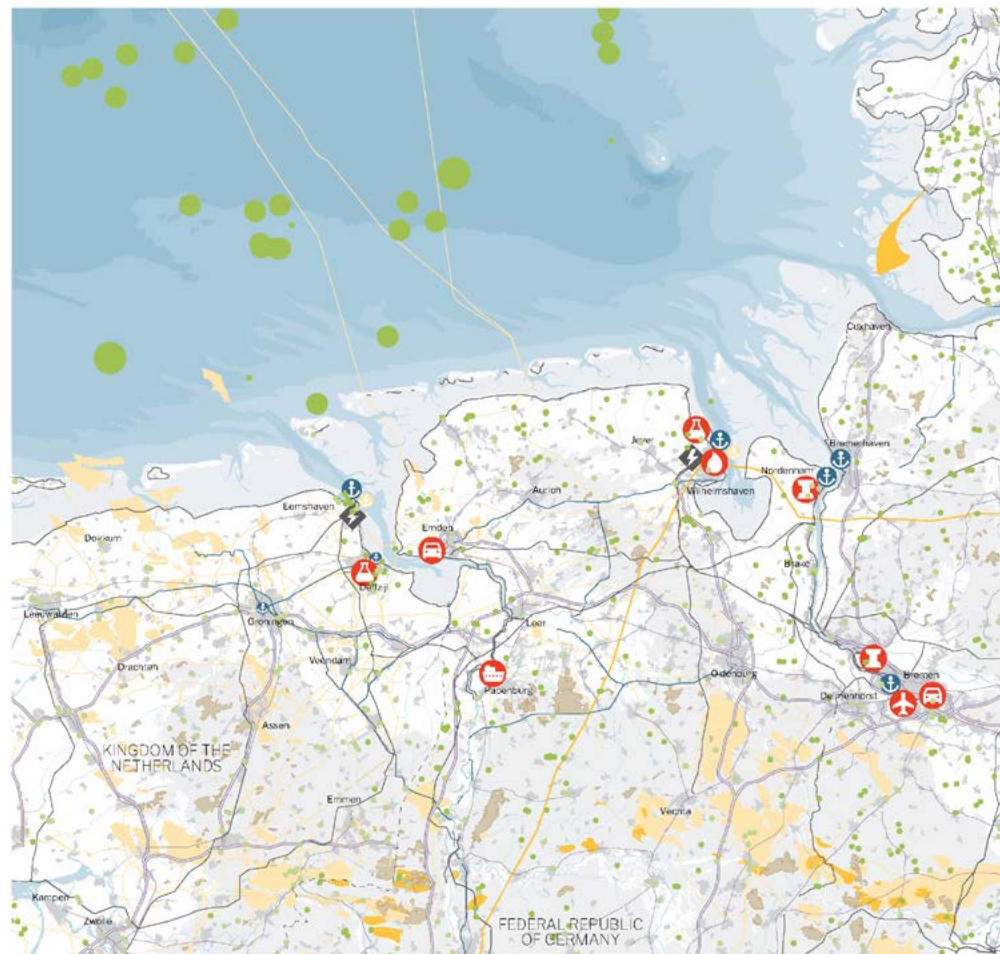 Cuxhaven
Jever
Bremerhaven
Nordenham
Aurich
Wilhelmshaven
Eemshaven
Emden
Dokkum
Brake
Delfzijl
Leeuwarden
Groningen
Leer
Drachten
Veendam
Papenburg
Oldenburg
Bremen
Delmenhorst
Assen
KINGDOM OF THE
NETHERLANDS
Emmen
Vechta
Kampen
Zwolle
FEDERAL REPUBLIC
OF GERMANY